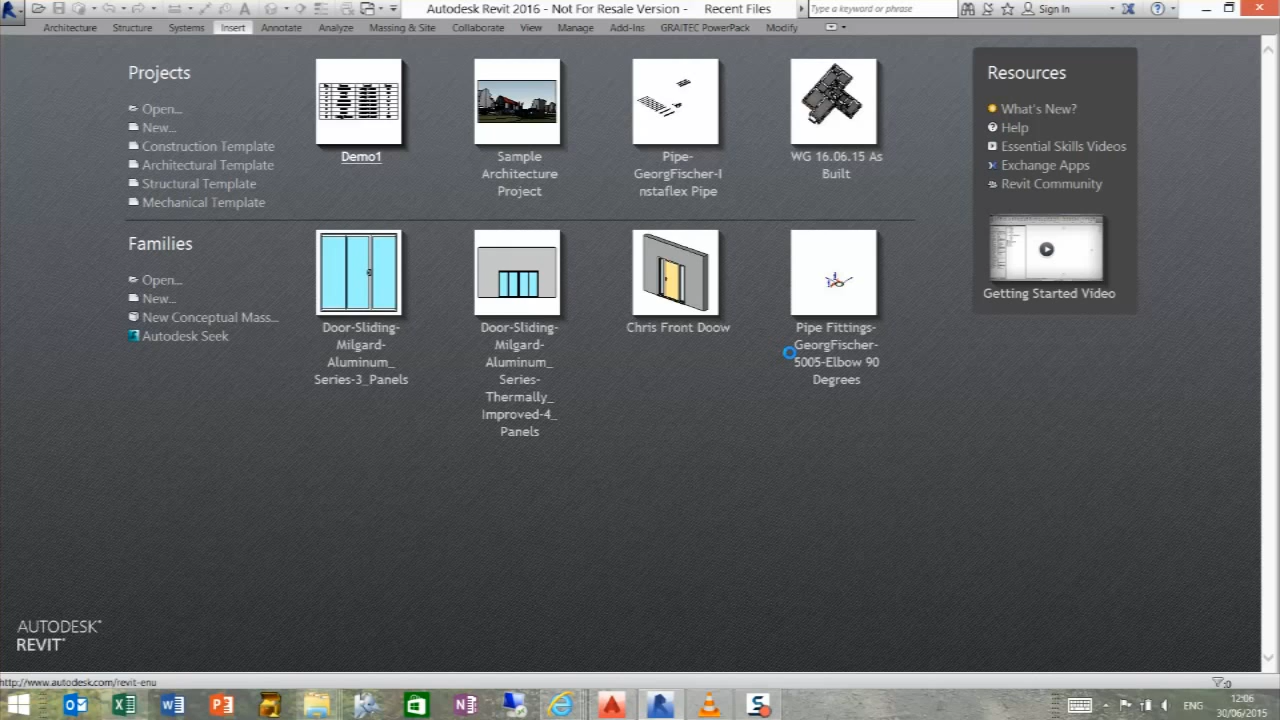 Autodesk Revit 2016 - Not For Resale Version - Recent Files
Type a keyword or phrase
Sign In
Architecture Structure Systems Insert Annotate Analyze Massing & Site Collaborate View Manage Add-Ins GRAITEC PowerPack Modify
Projects
Open...
New...
Construction Template
Architectural Template
Structural Template
Mechanical Template
Demo1
Sample
Architecture
Project
Pipe-
GeorgFischer-I
nstaflex Pipe
WG 16.06.15 As
Built
Families
Open...
New...
New Conceptual Mass...
Autodesk Seek
Door-Sliding-
Milgard-
Aluminum_
Series-3_Panels
Door-Sliding-
Milgard-
Aluminum_
Series-
Thermally_
Improved-4_
Panels
Chris Front Doow
Pipe Fittings-
GeorgFischer-
5005-Elbow 90
Degrees
Resources
What's New?
Help
Essential Skills Videos
Exchange Apps
Revit Community
Getting Started Video
AUTODESK®
REVIT®
http://www.autodesk.com/revit-enu
:0
ENG
12:06
30/06/2015